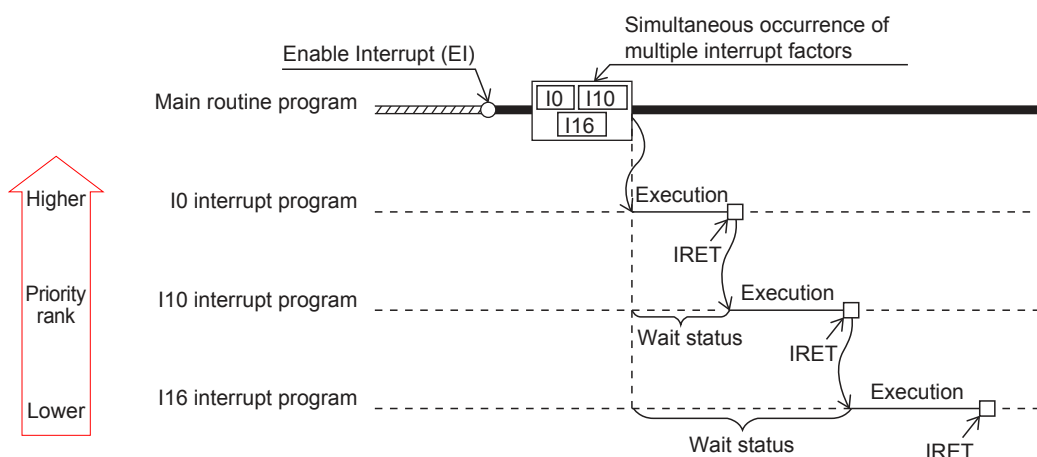 Simultaneous occurrence of
multiple interrupt factors
Enable Interrupt (EI)
Main routine program
I0
I10
I16
Higher
I0 interrupt program
Execution
IRET
Priority
rank
I10 interrupt program
Execution
Wait status
IRET
Lower
I16 interrupt program
Execution
Wait status
IRET